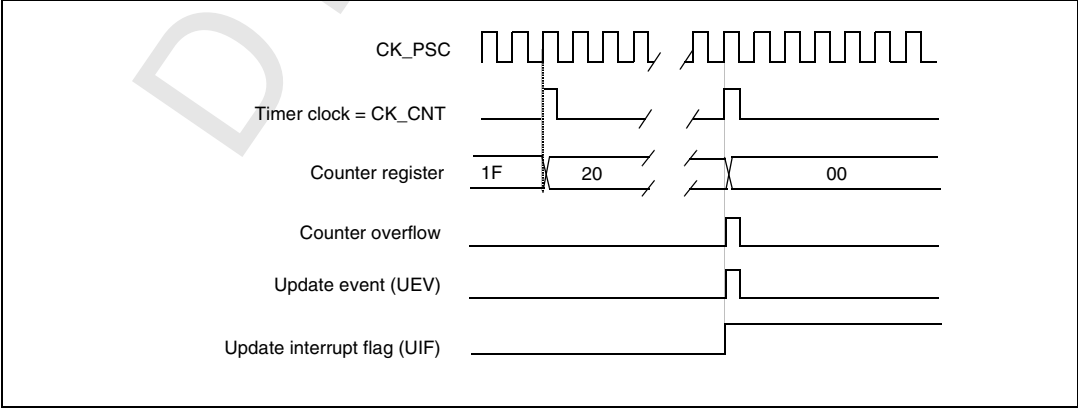 CK_PSC
Timer clock = CK_CNT
Counter register 1F 20 00
Counter overflow
Update event (UEV)
Update interrupt flag (UIF)